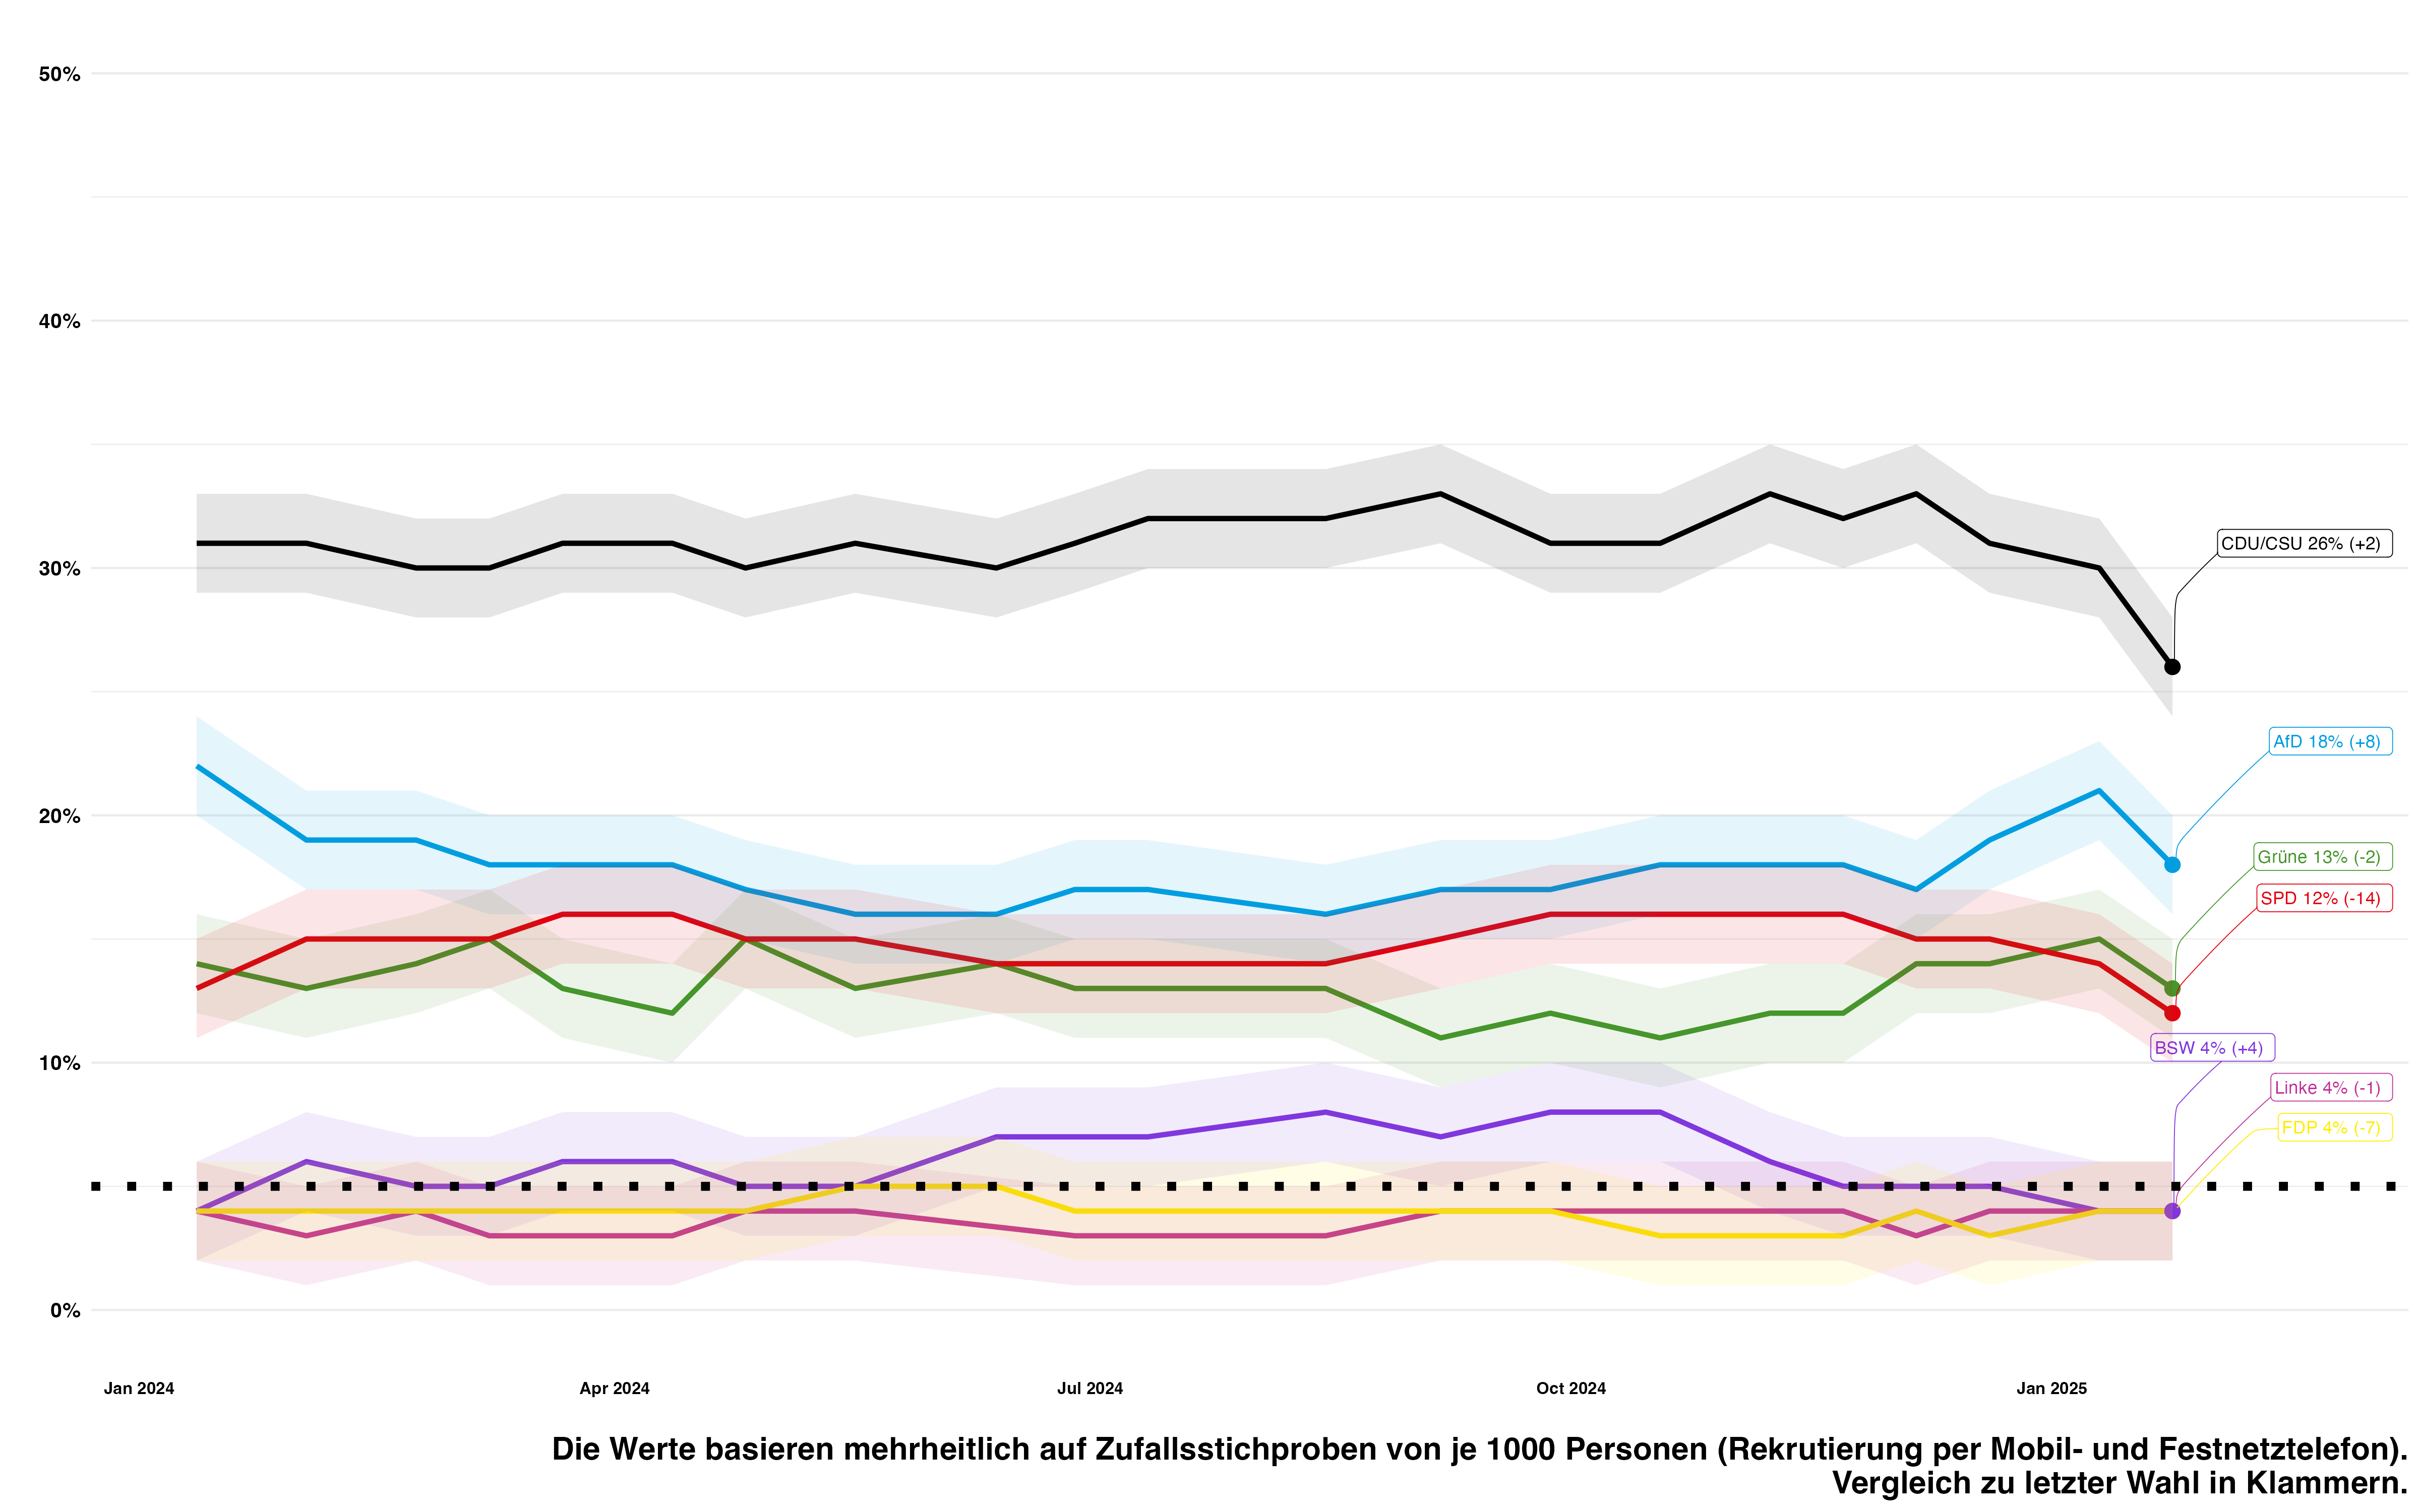 50%
40%
30%
20%
10%
0%
CDU/CSU 26% (+2)
AfD 18% (+8)
Grüne 13% (-2)
SPD 12% (-14)
BSW 4% (+4)
Linke 4% (-1)
FDP 4% (-7)
Jan 2024
Apr 2024
Jul 2024
Oct 2024
Jan 2025
Die Werte basieren mehrheitlich auf Zufallsstichproben von je 1000 Personen (Rekrutierung per Mobil- und Festnetztelefon).
Vergleich zu letzter Wahl in Klammern.